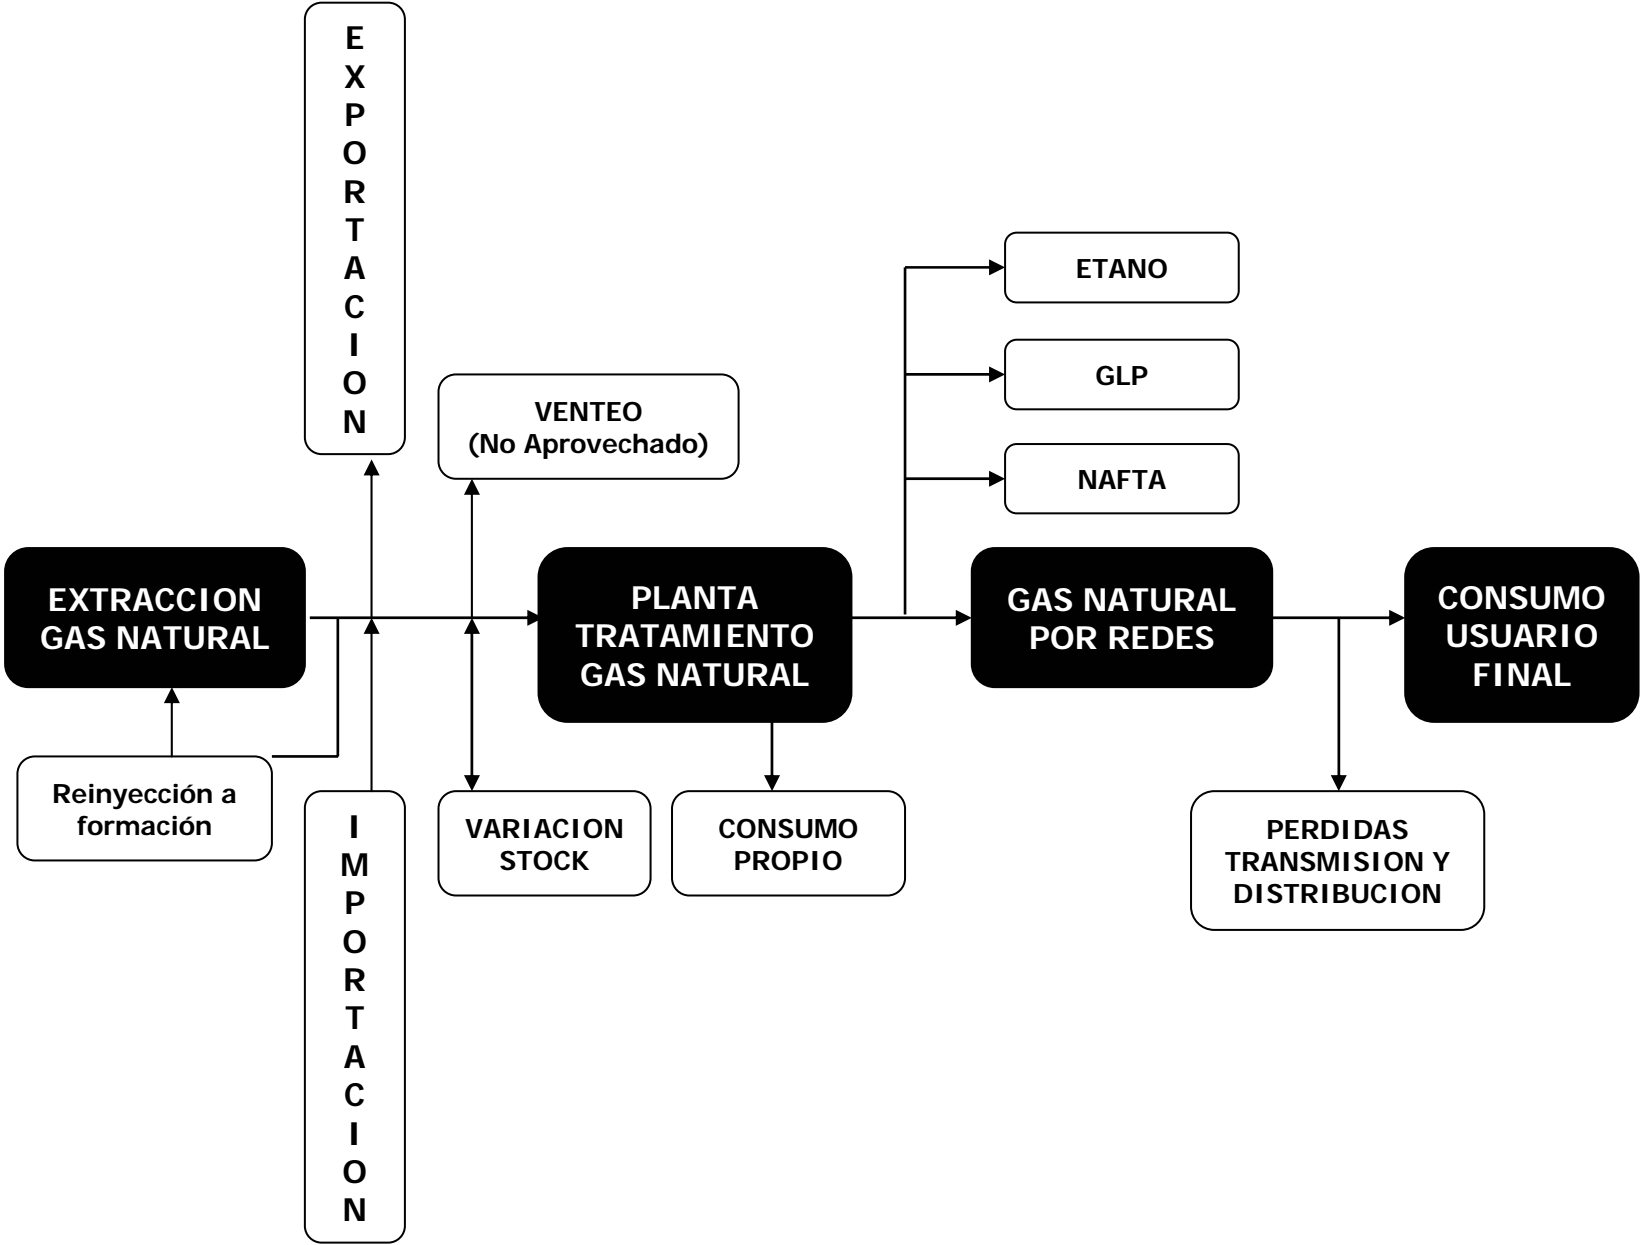 E
X
P
O
R
T
A
C
I
O
N
ETANO
GLP
VENTEO
(No Aprovechado)
NAFTA
EXTRACCION
GAS NATURAL
PLANTA
TRATAMIENTO
GAS NATURAL
GAS NATURAL
POR REDES
CONSUMO
USUARIO
FINAL
Reinyección a
formación
I
M
P
O
R
T
A
C
I
O
N
VARIACION
STOCK
CONSUMO
PROPIO
PERDIDAS
TRANSMISION Y
DISTRIBUCION